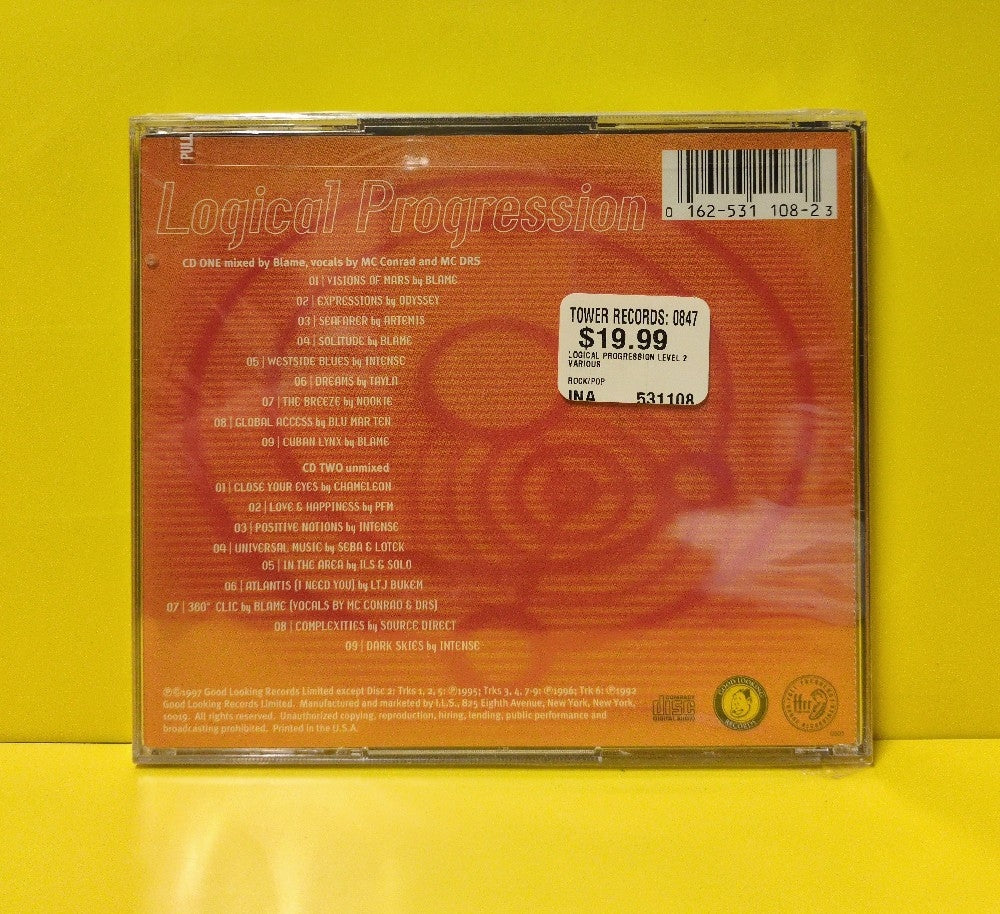 PULL
Logical Progression
0 162-531 108-2 3
CD ONE mixed by Blame, vocals by MC Conrad and MC DRS
01 | VISIONS OF MARS by BLAME
02 | EXPRESSIONS by ODYSSEY
03 | SEAFARER by ARTEMIS
04 | SOLITUDE by BLAME
05 | WESTSIDE BLUES by INTENSE
06 | DREAMS by TAYLA
07 | THE BREEZE by NOOKIE
08 | GLOBAL ACCESS by BLU MAR TEN
09 | CUBAN LYNX by BLAME
TOWER RECORDS: 0847
$19.99
LOGICAL PROGRESSION LEVEL 2
VARIOUS
ROCK/POP
INA 531108
CD TWO unmixed
01 | CLOSE YOUR EYES by CHAMELEON
02 | LOVE & HAPPINESS by PFM
03 | POSITIVE NOTIONS by INTENSE
04 | UNIVERSAL MUSIC by SEBA & LOTEK
05 | IN THE AREA by ILS & SOLO
06 | ATLANTIS (I NEED YOU) by LTJ BUKEM
07 | 360° CLIC by BLAME (VOCALS BY MC CONRAD & DRS)
08 | COMPLEXITIES by SOURCE DIRECT
09 | DARK SKIES by INTENSE
℗©1997 Good Looking Records Limited except Disc 2: Trks 1, 2, 5: ℗1995; Trks 3, 4, 7-9: ℗1996; Trk 6: ℗1992
Good Looking Records Limited. Manufactured and marketed by I.L.S., 825 Eighth Avenue, New York, New York,
10019. All rights reserved. Unauthorized copying, reproduction, hiring, lending, public performance and
broadcasting prohibited. Printed in the U.S.A.
COMPACT
disc
DIGITAL AUDIO
GOOD LOOKING
RECORDS